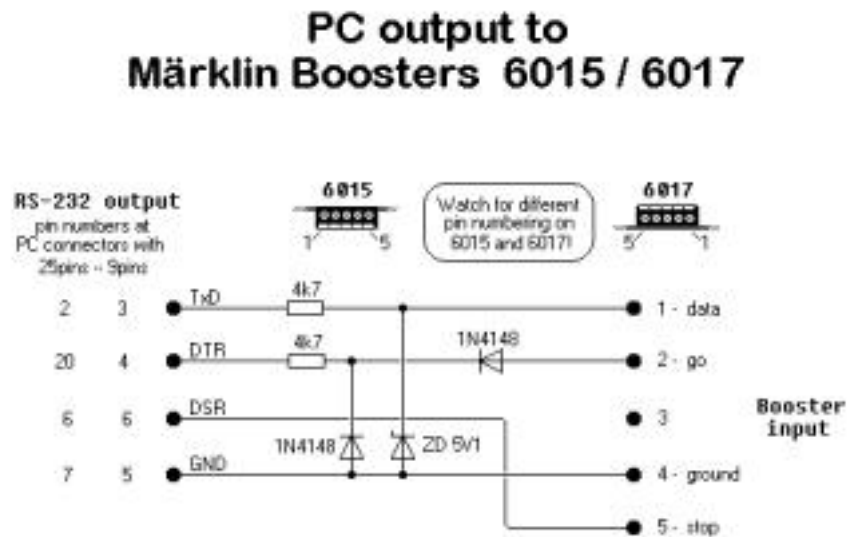 PC output to
Märklin Boosters 6015 / 6017
RS-232 output
pin numbers at
PC connectors with
25pins - 9pins
6015
1 5
Watch for different
pin numbering on
6015 and 6017!
6017
5 1
2 3 TxD 4k7 1 - data
20 4 DTR 4k7 1N4148 2 - go
6 6 DSR 3
Booster
input
1N4148 ZD 5V1
7 5 GND 4 - ground
5 - stop